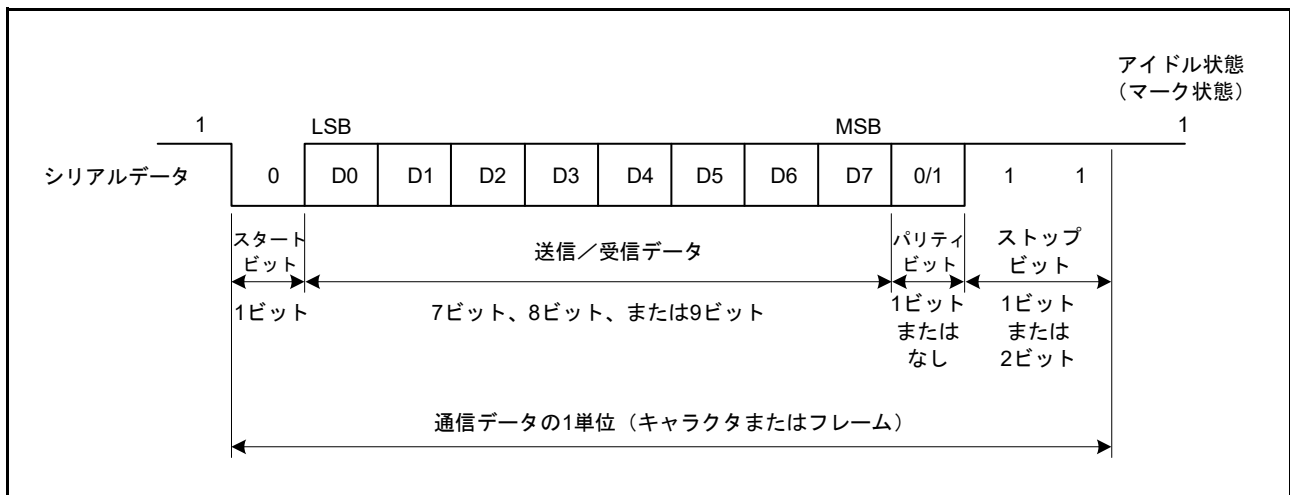 アイドル状態
（マーク状態）
1 LSB MSB 1
シリアルデータ 0 D0 D1 D2 D3 D4 D5 D6 D7 0/1 1 1
スタート
ビット
送信／受信データ
パリティ
ビット
ストップ
ビット
1ビット
7ビット、8ビット、または9ビット
1ビット
または
なし
1ビット
または
2ビット
通信データの1単位（キャラクタまたはフレーム）